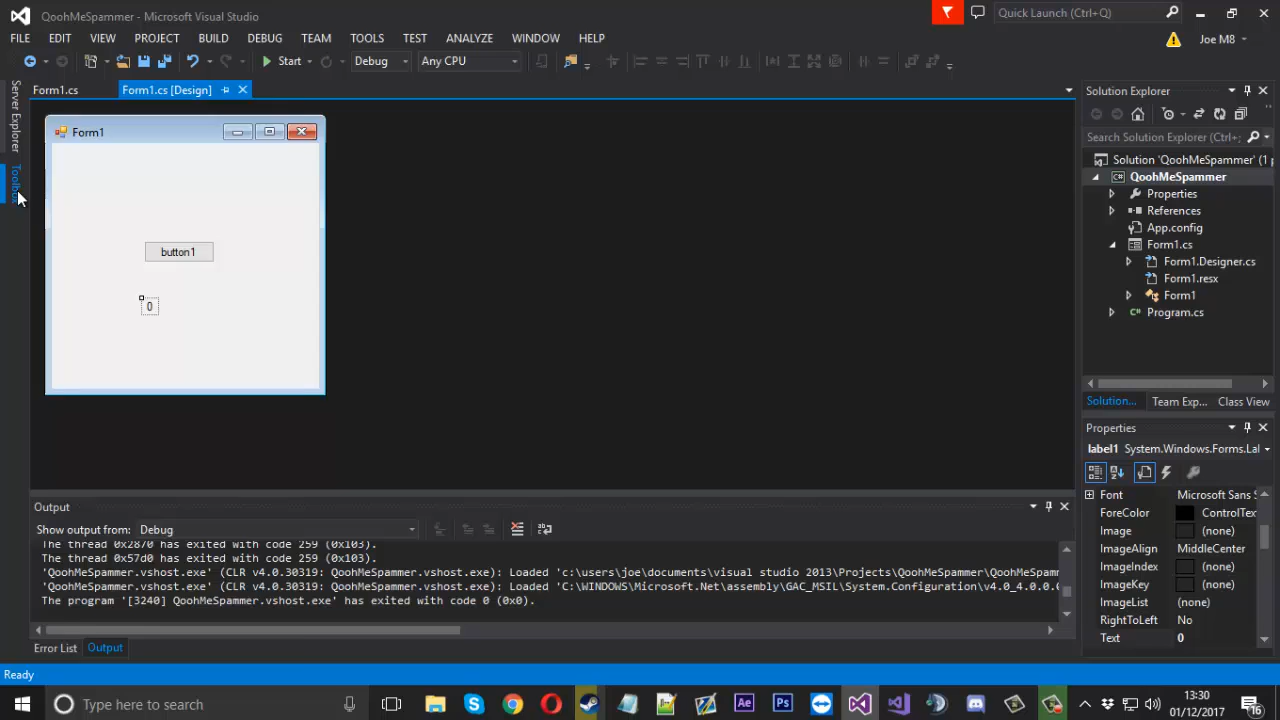 QoohMeSpammer - Microsoft Visual Studio
Quick Launch (Ctrl+Q)
FILE EDIT VIEW PROJECT BUILD DEBUG TEAM TOOLS TEST ANALYZE WINDOW HELP
Joe M8
Start
Debug
Any CPU
Server Explorer
Toolbox
Form1.cs
Form1.cs [Design]
Form1
button1
0
Solution Explorer
Search Solution Explorer (Ctrl+;
Solution 'QoohMeSpammer' (1 p
QoohMeSpammer
Properties
References
App.config
Form1.cs
Form1.Designer.cs
Form1.resx
Form1
Program.cs
Solution... Team Exp... Class View
Properties
label1 System.Windows.Forms.Lal
Font Microsoft Sans S
ForeColor ControlTex
Image (none)
ImageAlign MiddleCenter
ImageIndex (none)
ImageKey (none)
ImageList (none)
RightToLeft No
Text 0
Output
Show output from: Debug
The thread 0x2870 has exited with code 259 (0x103).
The thread 0x57d0 has exited with code 259 (0x103).
'QoohMeSpammer.vshost.exe' (CLR v4.0.30319: QoohMeSpammer.vshost.exe): Loaded 'c:\users\joe\documents\visual studio 2013\Projects\QoohMeSpammer\QoohMeSpamm
'QoohMeSpammer.vshost.exe' (CLR v4.0.30319: QoohMeSpammer.vshost.exe): Loaded 'C:\WINDOWS\Microsoft.Net\assembly\GAC_MSIL\System.Configuration\v4.0_4.0.0.0
The program '[3240] QoohMeSpammer.vshost.exe' has exited with code 0 (0x0).
Error List Output
Ready
Type here to search
Ae
Ps
13:30
01/12/2017
16